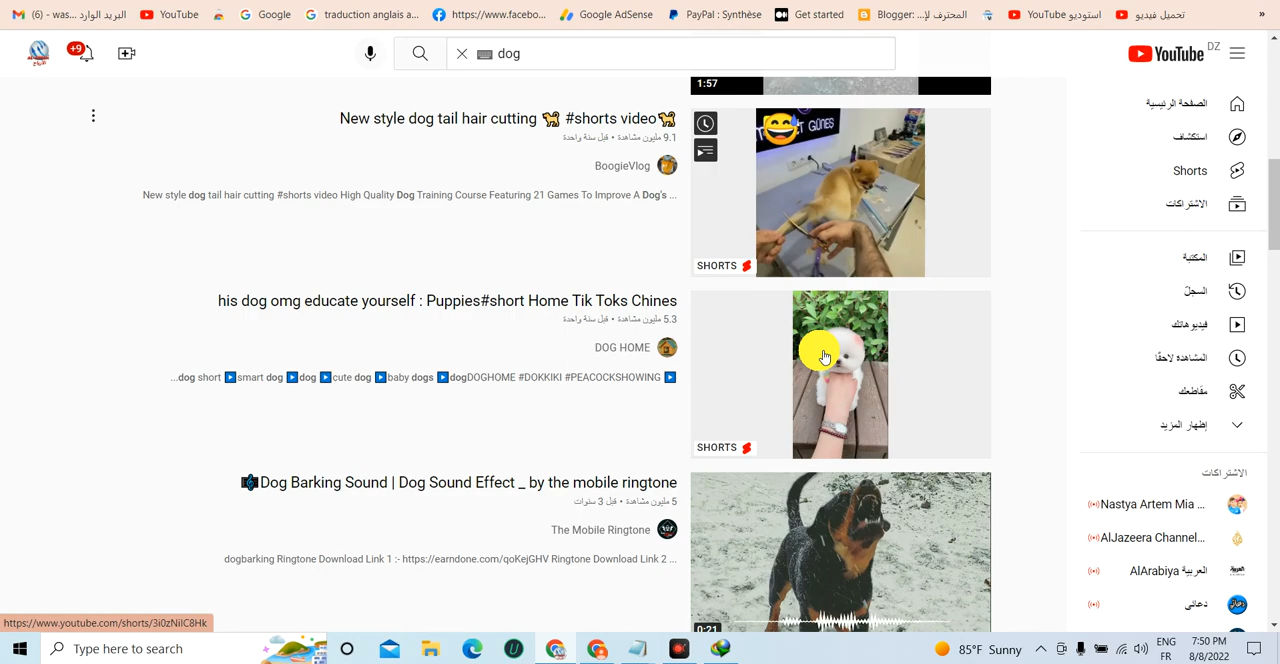 (6) - was... البريد الوارد
YouTube
Google
traduction anglais a...
https://www.facebo...
Google AdSense
PayPal : Synthèse
Get started
Blogger: المحترف لإ...
YouTube استوديو
تحميل فيديو
»
+9
dog
YouTube DZ
1:57
New style dog tail hair cutting 🐕 #shorts video🐕
9.1 مليون مشاهدة • قبل سنة واحدة
BoogieVlog
New style dog tail hair cutting #shorts video High Quality Dog Training Course Featuring 21 Games To Improve A Dog's ...
SHORTS
his dog omg educate yourself : Puppies#short Home Tik Toks Chines
5.3 مليون مشاهدة • قبل سنة واحدة
DOG HOME
...dog short ▶smart dog ▶dog ▶cute dog ▶baby dogs ▶dogDOGHOME #DOKKIKI #PEACOCKSHOWING ▶
SHORTS
Dog Barking Sound | Dog Sound Effect _ by the mobile ringtone
5 مليون مشاهدة • قبل 3 سنوات
The Mobile Ringtone
dogbarking Ringtone Download Link 1 :- https://earndone.com/qoKejGHV Ringtone Download Link 2 ...
0:21
الصفحة الرئيسية
استكشاف
Shorts
الاشتراكات
المكتبة
السجلّ
فيديوهاتك
المشاهدة لاحقًا
مقاطعك
إظهار المزيد
الاشتراكات
Nastya Artem Mia ...
AlJazeera Channel...
AlArabiya العربية
دعائي
https://www.youtube.com/shorts/3i0zNilC8Hk
Type here to search
85°F Sunny
ENG
FR
7:50 PM
8/8/2022